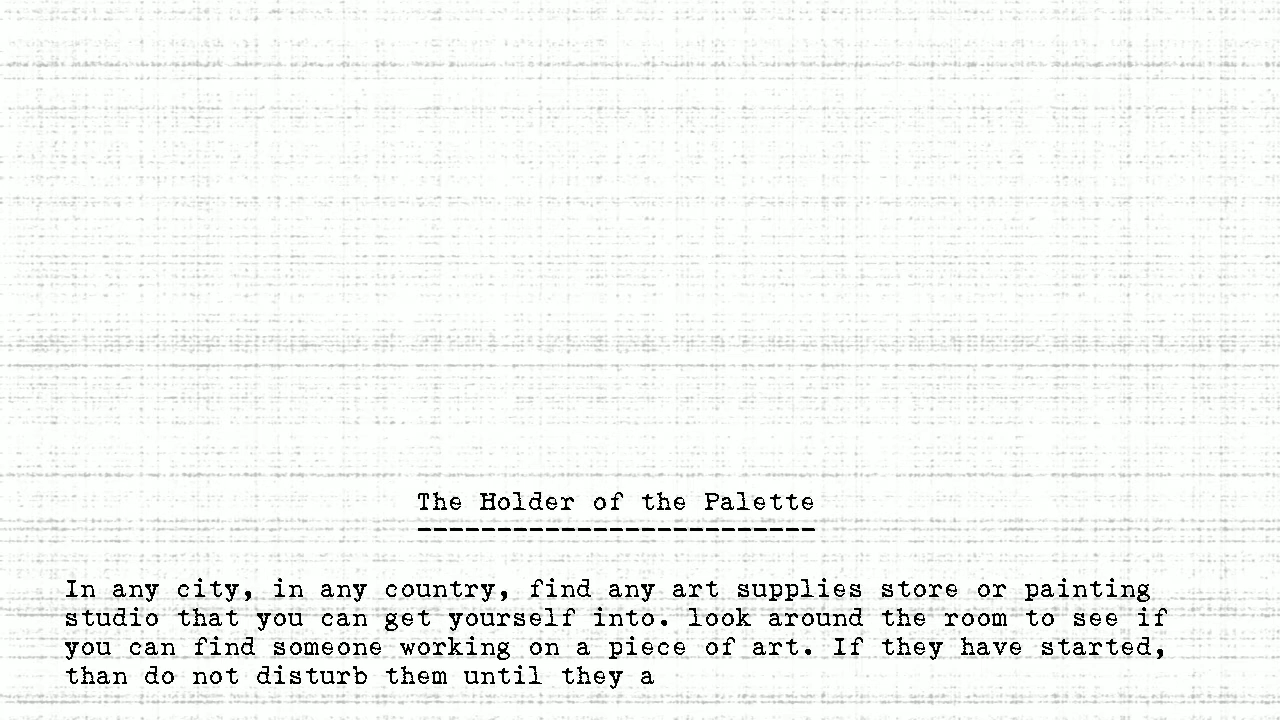 The Holder of the Palette
-------------------------
In any city, in any country, find any art supplies store or painting
studio that you can get yourself into. look around the room to see if
you can find someone working on a piece of art. If they have started,
than do not disturb them until they a